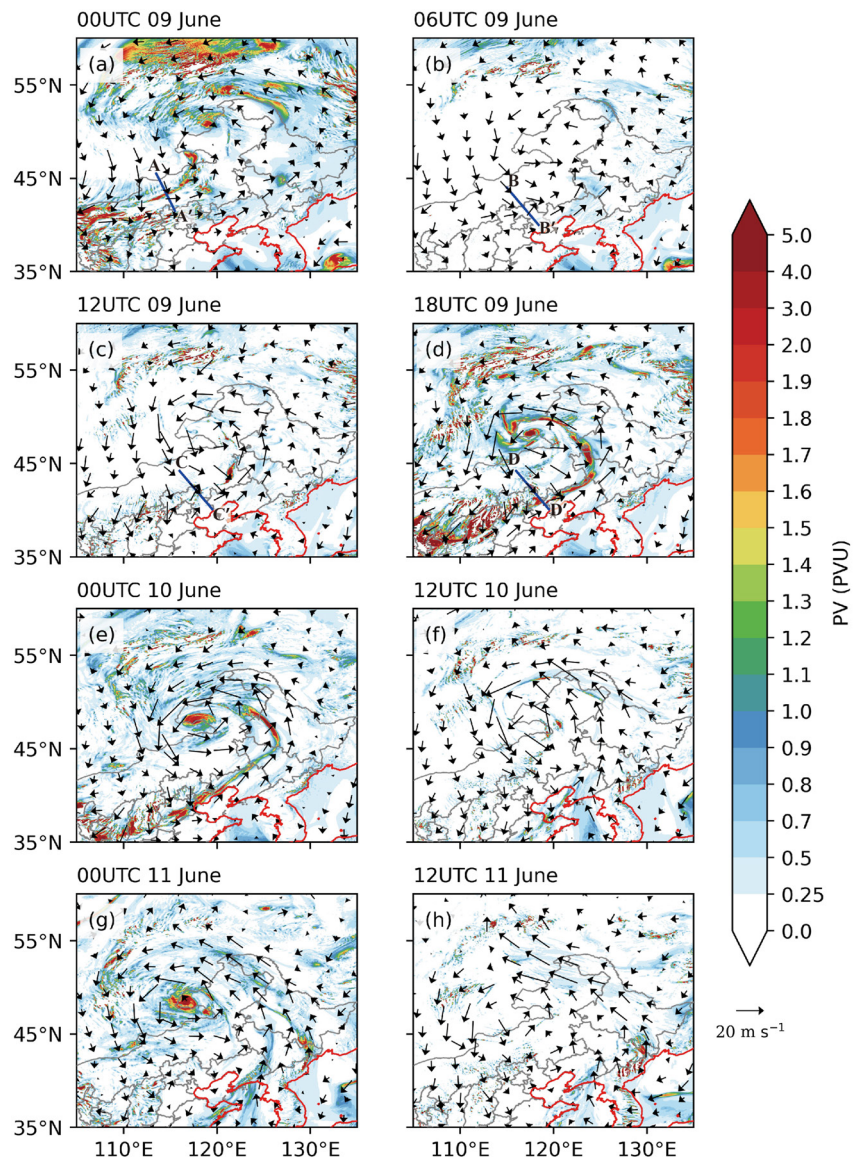 00UTC 09 June
06UTC 09 June
(a)
(b)
55°N
45°N
35°N
A
A'
B
B'
12UTC 09 June
18UTC 09 June
(c)
(d)
55°N
45°N
35°N
C
C'
D
D'
00UTC 10 June
12UTC 10 June
(e)
(f)
55°N
45°N
35°N
00UTC 11 June
12UTC 11 June
(g)
(h)
55°N
45°N
35°N
110°E
120°E
130°E
110°E
120°E
130°E
5.0
4.0
3.0
2.0
1.9
1.8
1.7
1.6
1.5
1.4
1.3
1.2
1.1
1.0
0.9
0.8
0.7
0.5
0.25
0.0
PV (PVU)
20 m s⁻¹